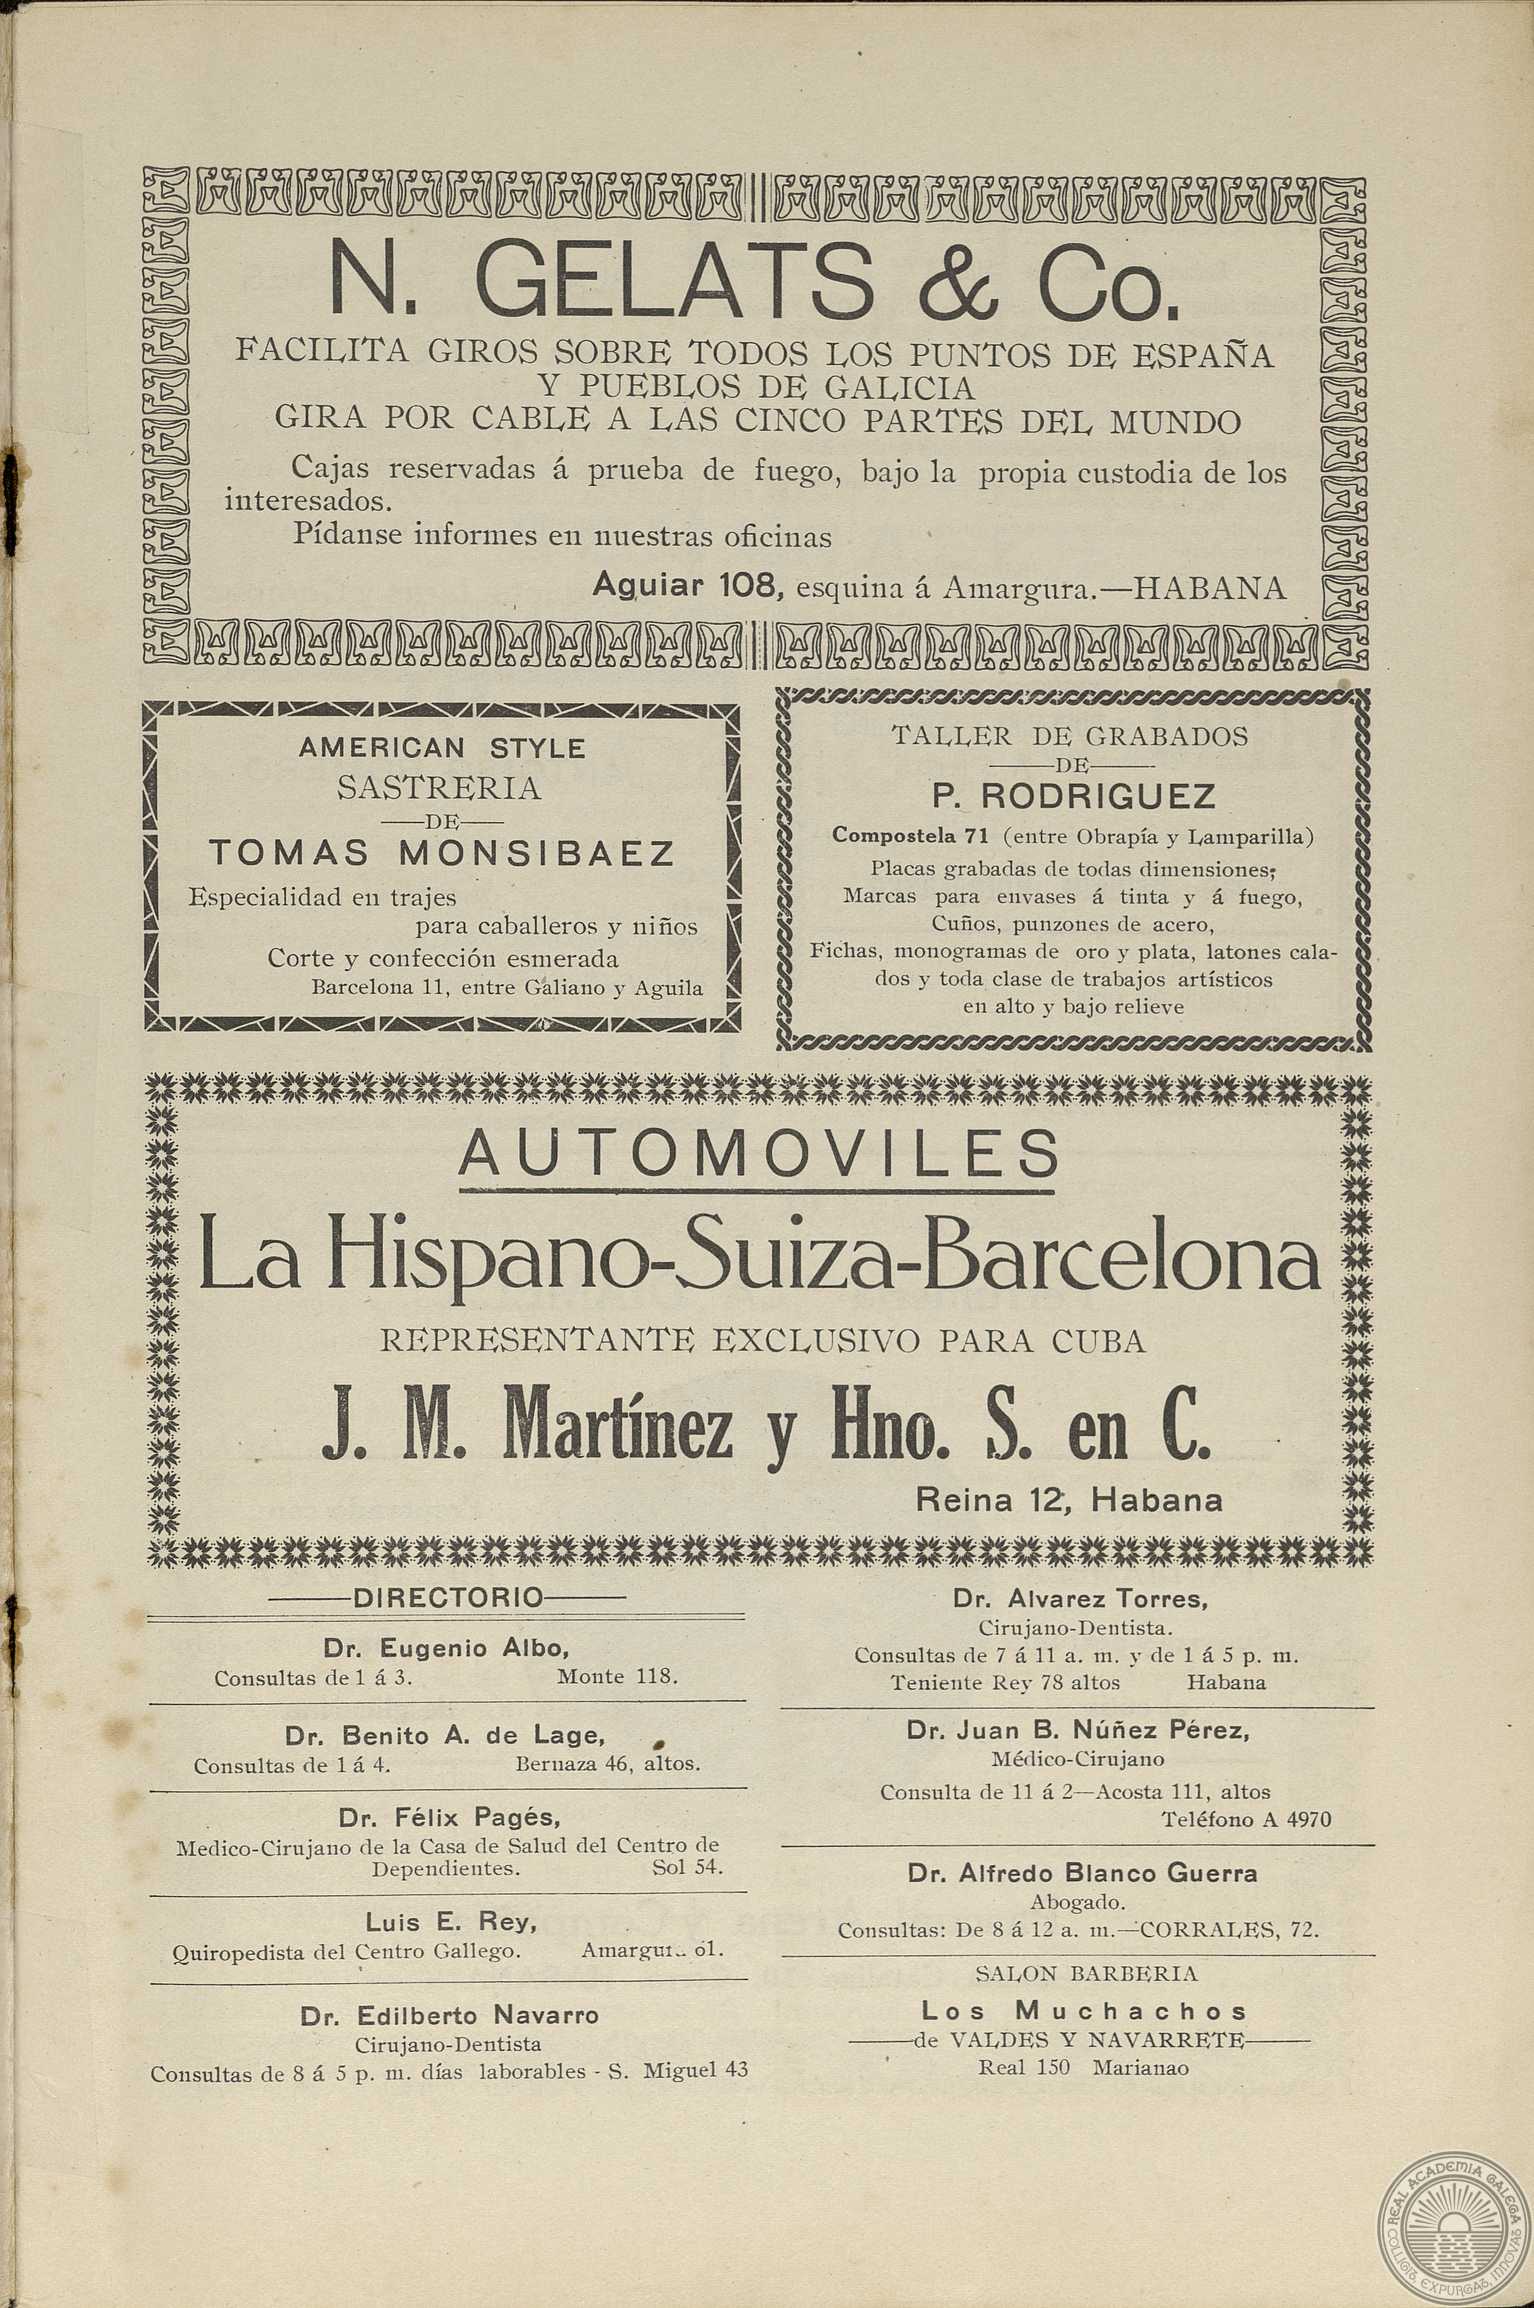 N. GELATS & Co.
FACILITA GIROS SOBRE TODOS LOS PUNTOS DE ESPAÑA
Y PUEBLOS DE GALICIA
GIRA POR CABLE A LAS CINCO PARTES DEL MUNDO
Cajas reservadas á prueba de fuego, bajo la propia custodia de los
interesados.
Pídanse informes en nuestras oficinas
Aguiar 108, esquina á Amargura.—HABANA
AMERICAN STYLE
SASTRERIA
—DE—
TOMAS MONSIBAEZ
Especialidad en trajes
para caballeros y niños
Corte y confección esmerada
Barcelona 11, entre Galiano y Aguila
TALLER DE GRABADOS
—DE—
P. RODRIGUEZ
Compostela 71 (entre Obrapía y Lamparilla)
Placas grabadas de todas dimensiones;
Marcas para envases á tinta y á fuego,
Cuños, punzones de acero,
Fichas, monogramas de oro y plata, latones cala-
dos y toda clase de trabajos artísticos
en alto y bajo relieve
AUTOMOVILES
La Hispano-Suiza-Barcelona
REPRESENTANTE EXCLUSIVO PARA CUBA
J. M. Martínez y Hno. S. en C.
Reina 12, Habana
—DIRECTORIO—
Dr. Eugenio Albo,
Consultas de 1 á 3. Monte 118.
Dr. Benito A. de Lage,
Consultas de 1 á 4. Bernaza 46, altos.
Dr. Félix Pagés,
Medico-Cirujano de la Casa de Salud del Centro de
Dependientes. Sol 54.
Luis E. Rey,
Quiropedista del Centro Gallego.
Dr. Edilberto Navarro
Cirujano-Dentista
Consultas de 8 á 5 p. m. días laborables - S. Miguel 43
Dr. Alvarez Torres,
Cirujano-Dentista.
Consultas de 7 á 11 a. m. y de 1 á 5 p. m.
Teniente Rey 78 altos Habana
Dr. Juan B. Núñez Pérez,
Médico-Cirujano
Consulta de 11 á 2—Acosta 111, altos
Teléfono A 4970
Dr. Alfredo Blanco Guerra
Abogado.
Consultas: De 8 á 12 a. m.—CORRALES, 72.
SALON BARBERIA
Los Muchachos
—de VALDES Y NAVARRETE—
Real 150 Marianao
REAL ACADEMIA GALEGA
COLLIGIT, EXPURGAT, INNOVAT